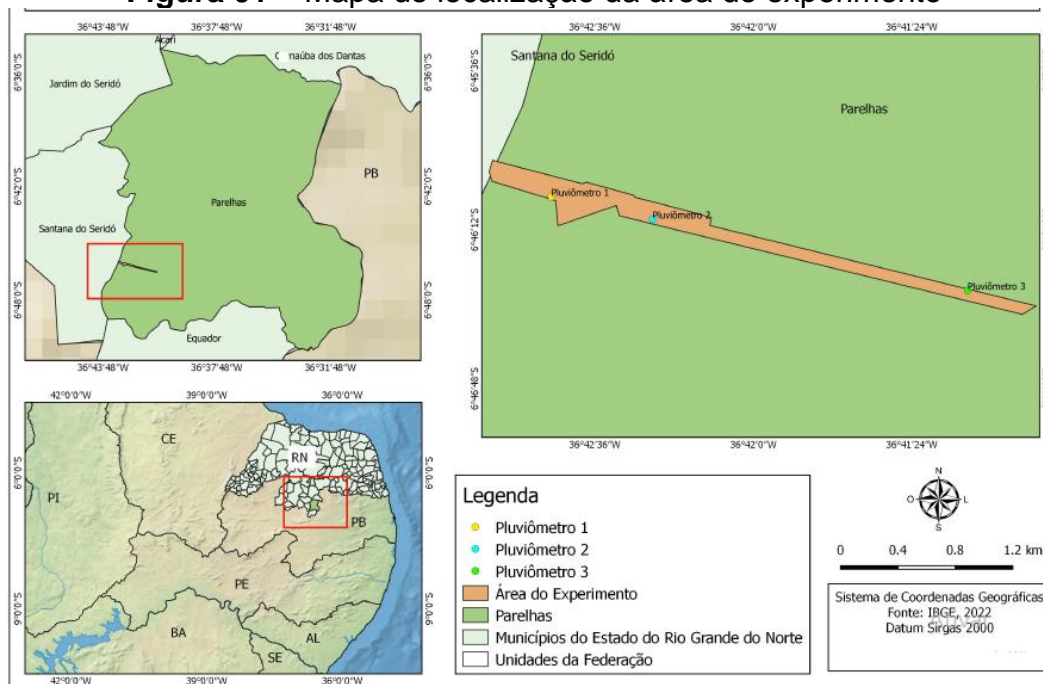 Figura 01 - Mapa de localização da área do experimento
36°43'48"W 36°37'48"W 36°31'48"W
Acari
Jardim do Seridó
6°36'0"S
6°36'0"S
PB
6°42'0"S
6°42'0"S
Parelhas
Santana do Seridó
6°48'0"S
6°48'0"S
Equador
36°43'48"W 36°37'48"W 36°31'48"W
36°42'36"W 36°42'0"W 36°41'24"W
Santana do Seridó
6°45'36"S
Parelhas
Pluviômetro 1
Pluviômetro 2
6°46'12"S
Pluviômetro 3
6°46'48"S
36°42'36"W 36°42'0"W 36°41'24"W
42°0'0"W 39°0'0"W 36°0'0"W
CE
RN
6°0'0"S
6°0'0"S
PI
PB
PE
9°0'0"S
9°0'0"S
BA
AL
SE
42°0'0"W 39°0'0"W 36°0'0"W
Legenda
Pluviômetro 1
Pluviômetro 2
Pluviômetro 3
Área do Experimento
Parelhas
Municípios do Estado do Rio Grande do Norte
Unidades da Federação
N
O L
S
0 0.4 0.8 1.2 km
Sistema de Coordenadas Geográficas
Fonte: IBGE, 2022
Datum Sirgas 2000